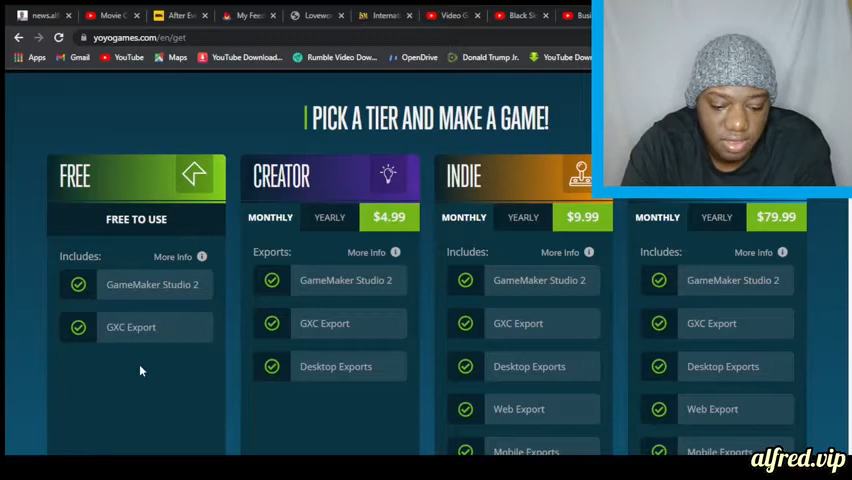 news.alf
Movie C
After Ev
My Feed
Lovewo
Internati
Video G
Black Sk
Busi
yoyogames.com/en/get
Apps
Gmail
YouTube
Maps
YouTube Download...
Rumble Video Dow...
OpenDrive
Donald Trump Jr.
YouTube Downl
PICK A TIER AND MAKE A GAME!
FREE
FREE TO USE
Includes:
More Info
GameMaker Studio 2
GXC Export
CREATOR
MONTHLY
YEARLY
$4.99
Exports:
More Info
GameMaker Studio 2
GXC Export
Desktop Exports
INDIE
MONTHLY
YEARLY
$9.99
Includes:
More Info
GameMaker Studio 2
GXC Export
Desktop Exports
Web Export
Mobile Exports
MONTHLY
YEARLY
$79.99
Includes:
More Info
GameMaker Studio 2
GXC Export
Desktop Exports
Web Export
Mobile Exports
alfred.vip